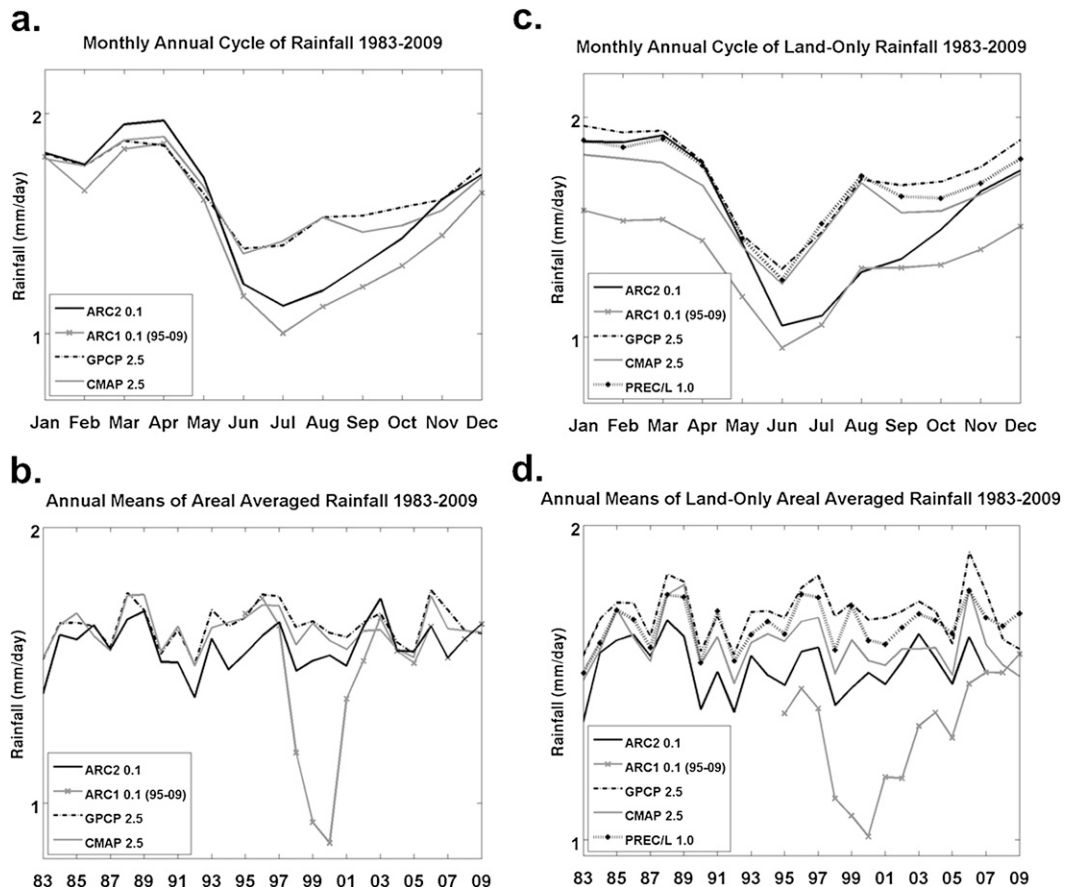 a.
Monthly Annual Cycle of Rainfall 1983-2009
Rainfall (mm/day)
2
1
ARC2 0.1
ARC1 0.1 (95-09)
GPCP 2.5
CMAP 2.5
Jan Feb Mar Apr May Jun Jul Aug Sep Oct Nov Dec
c.
Monthly Annual Cycle of Land-Only Rainfall 1983-2009
Rainfall (mm/day)
2
1
ARC2 0.1
ARC1 0.1 (95-09)
GPCP 2.5
CMAP 2.5
PREC/L 1.0
Jan Feb Mar Apr May Jun Jul Aug Sep Oct Nov Dec
b.
Annual Means of Areal Averaged Rainfall 1983-2009
Rainfall (mm/day)
2
1
ARC2 0.1
ARC1 0.1 (95-09)
GPCP 2.5
CMAP 2.5
83 85 87 89 91 93 95 97 99 01 03 05 07 09
d.
Annual Means of Land-Only Areal Averaged Rainfall 1983-2009
Rainfall (mm/day)
2
1
ARC2 0.1
ARC1 0.1 (95-09)
GPCP 2.5
CMAP 2.5
PREC/L 1.0
83 85 87 89 91 93 95 97 99 01 03 05 07 09